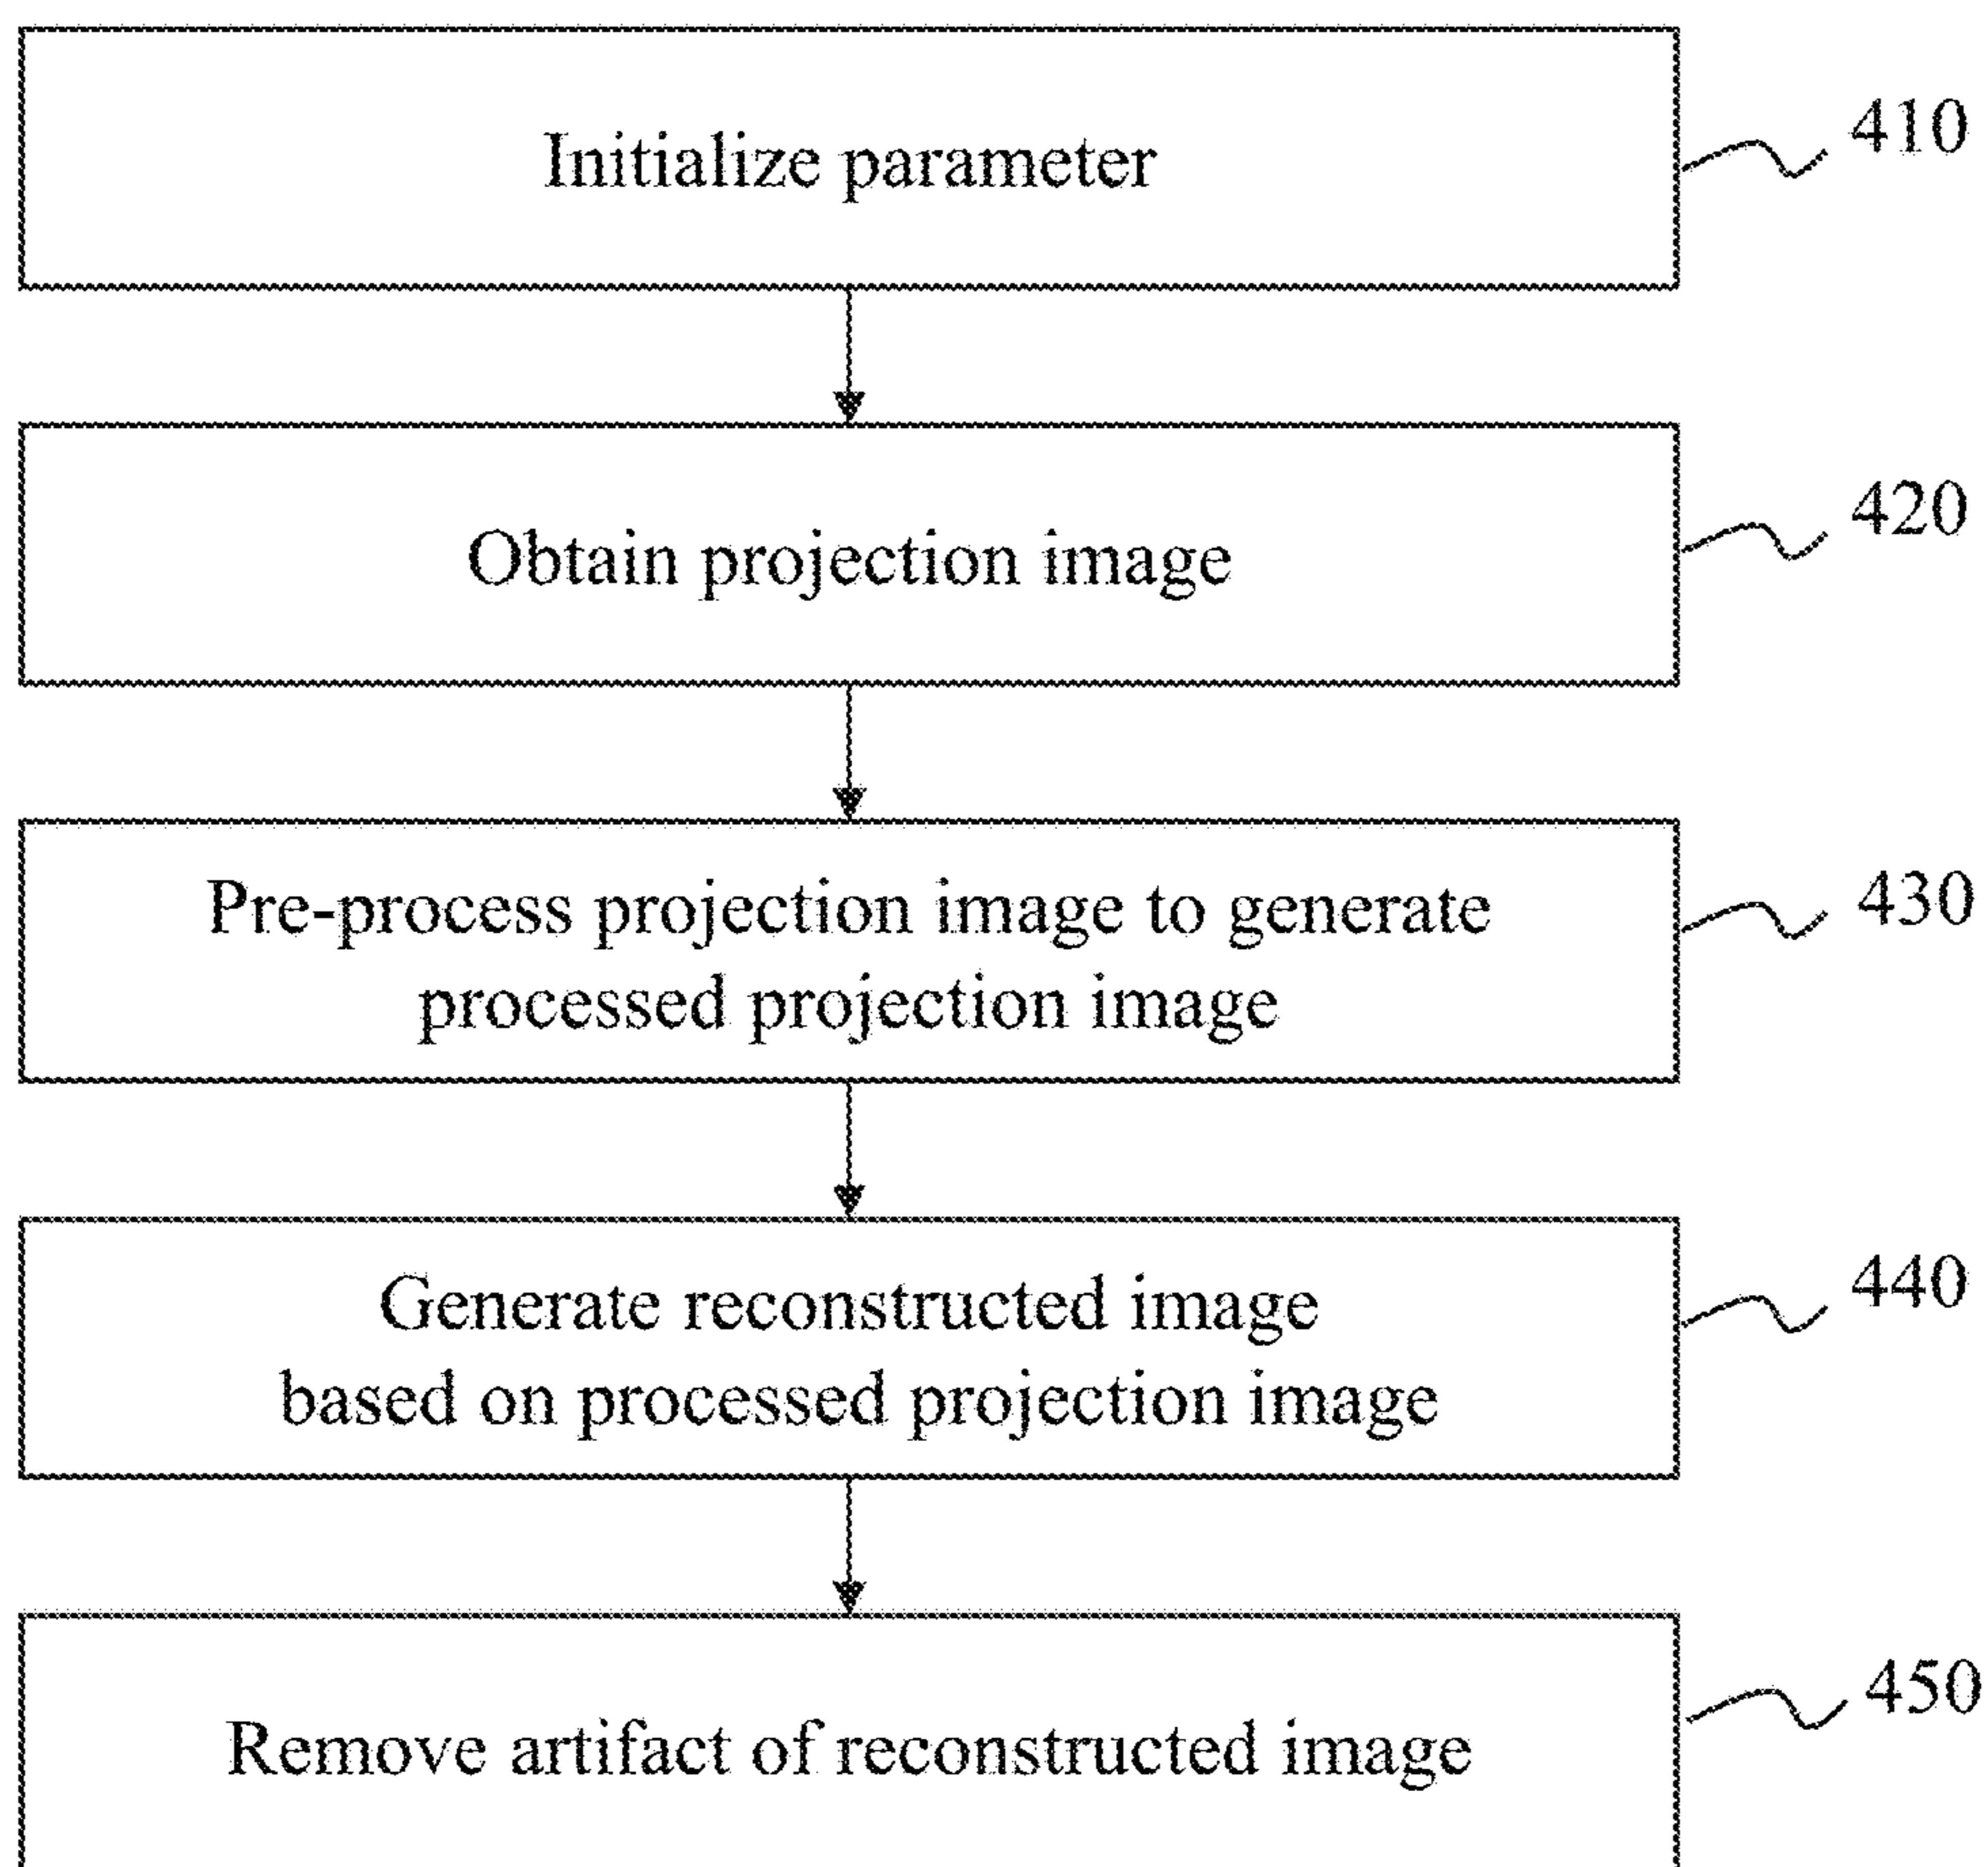 Initialize parameter
410
Obtain projection image
420
Pre-process projection image to generate
processed projection image
430
Generate reconstructed image
based on processed projection image
440
Remove artifact of reconstructed image
450